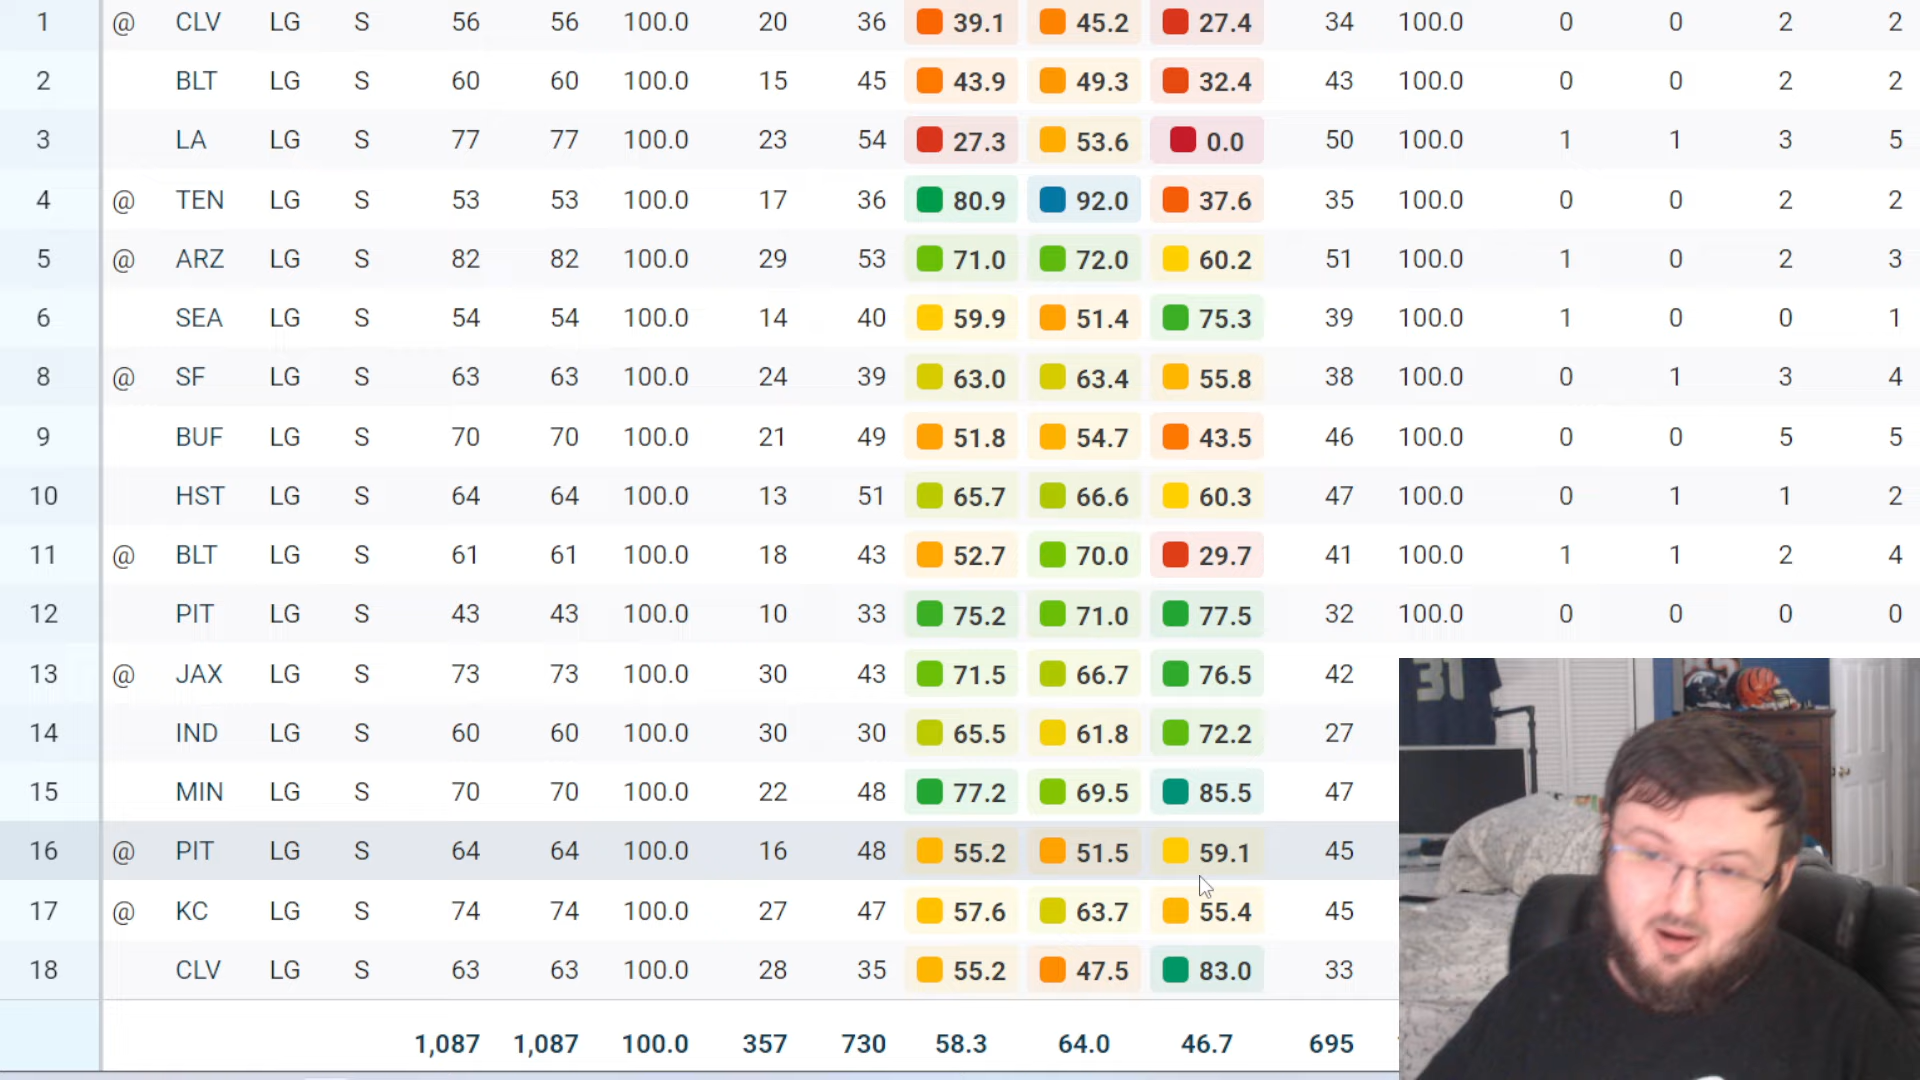 1 @ CLV LG S 56 56 100.0 20 36 39.1 45.2 27.4 34 100.0 0 0 2 2
2 BLT LG S 60 60 100.0 15 45 43.9 49.3 32.4 43 100.0 0 0 2 2
3 LA LG S 77 77 100.0 23 54 27.3 53.6 0.0 50 100.0 1 1 3 5
4 @ TEN LG S 53 53 100.0 17 36 80.9 92.0 37.6 35 100.0 0 0 2 2
5 @ ARZ LG S 82 82 100.0 29 53 71.0 72.0 60.2 51 100.0 1 0 2 3
6 SEA LG S 54 54 100.0 14 40 59.9 51.4 75.3 39 100.0 1 0 0 1
8 @ SF LG S 63 63 100.0 24 39 63.0 63.4 55.8 38 100.0 0 1 3 4
9 BUF LG S 70 70 100.0 21 49 51.8 54.7 43.5 46 100.0 0 0 5 5
10 HST LG S 64 64 100.0 13 51 65.7 66.6 60.3 47 100.0 0 1 1 2
11 @ BLT LG S 61 61 100.0 18 43 52.7 70.0 29.7 41 100.0 1 1 2 4
12 PIT LG S 43 43 100.0 10 33 75.2 71.0 77.5 32 100.0 0 0 0 0
13 @ JAX LG S 73 73 100.0 30 43 71.5 66.7 76.5 42
14 IND LG S 60 60 100.0 30 30 65.5 61.8 72.2 27
15 MIN LG S 70 70 100.0 22 48 77.2 69.5 85.5 47
16 @ PIT LG S 64 64 100.0 16 48 55.2 51.5 59.1 45
17 @ KC LG S 74 74 100.0 27 47 57.6 63.7 55.4 45
18 CLV LG S 63 63 100.0 28 35 55.2 47.5 83.0 33
1,087 1,087 100.0 357 730 58.3 64.0 46.7 695
31